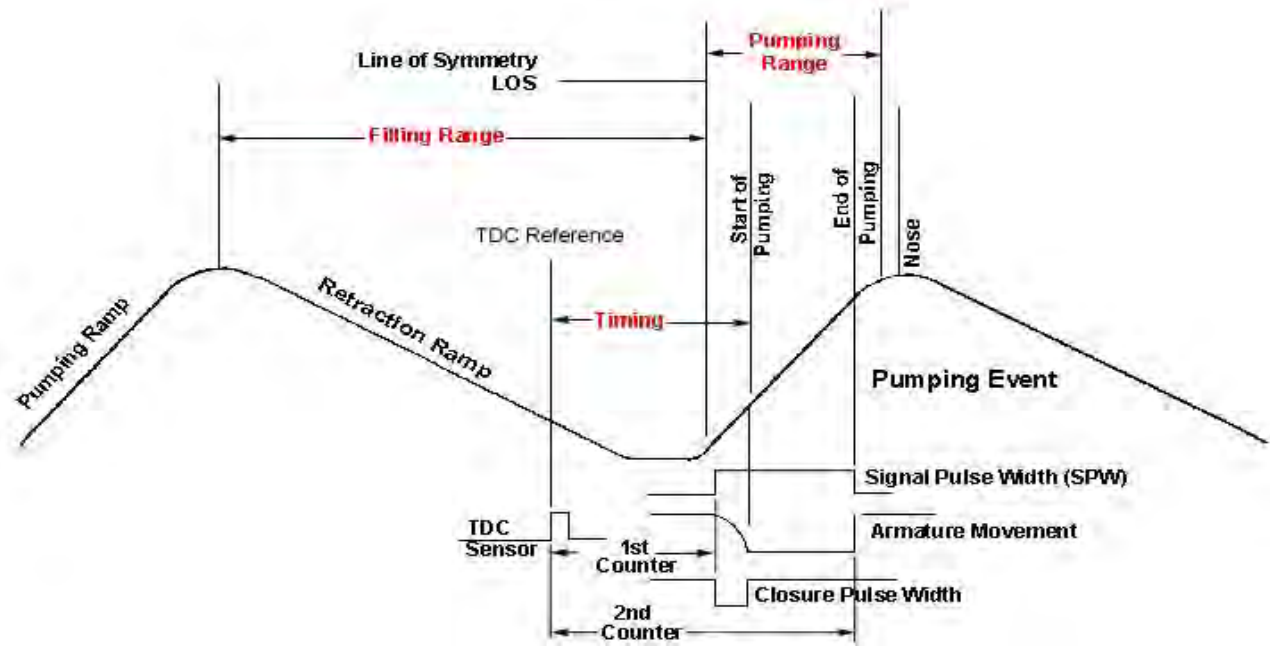 Line of Symmetry
LOS
Pumping
Range
Filling Range
Start of
Pumping
End of
Pumping
Nose
TDC Reference
Pumping Ramp
Retraction Ramp
Timing
Pumping Event
Signal Pulse Width (SPW)
TDC
Sensor
1st
Counter
Armature Movement
Closure Pulse Width
2nd
Counter